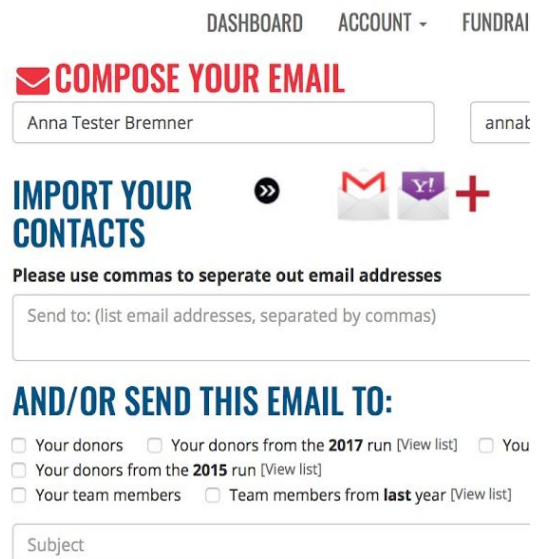 DASHBOARD ACCOUNT FUNDRAI
COMPOSE YOUR EMAIL
Anna Tester Bremner annab
IMPORT YOUR
CONTACTS
Please use commas to seperate out email addresses
Send to: (list email addresses, separated by commas)
AND/OR SEND THIS EMAIL TO:
Your donors Your donors from the 2017 run [View list] You
Your donors from the 2015 run [View list]
Your team members Team members from last year [View list]
Subject